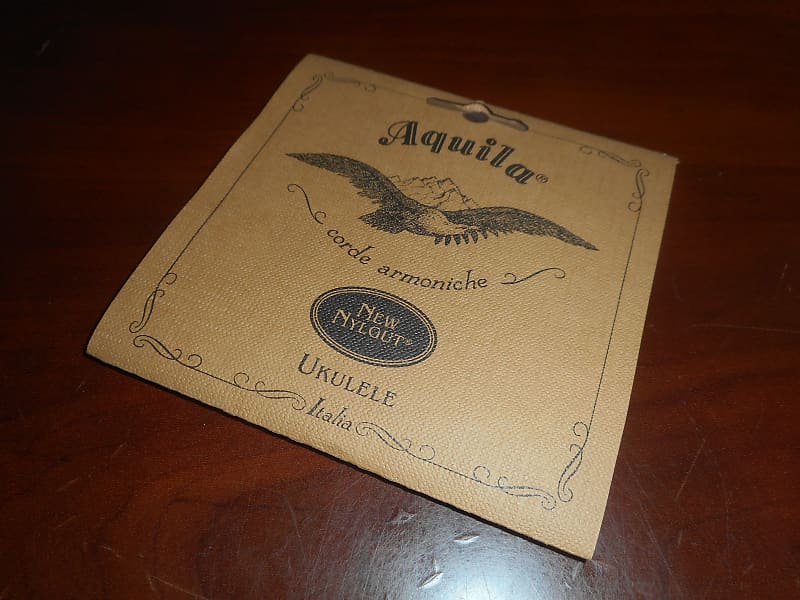 Aquila®
corde armoniche
New
Nylgut®
Ukulele
Italia